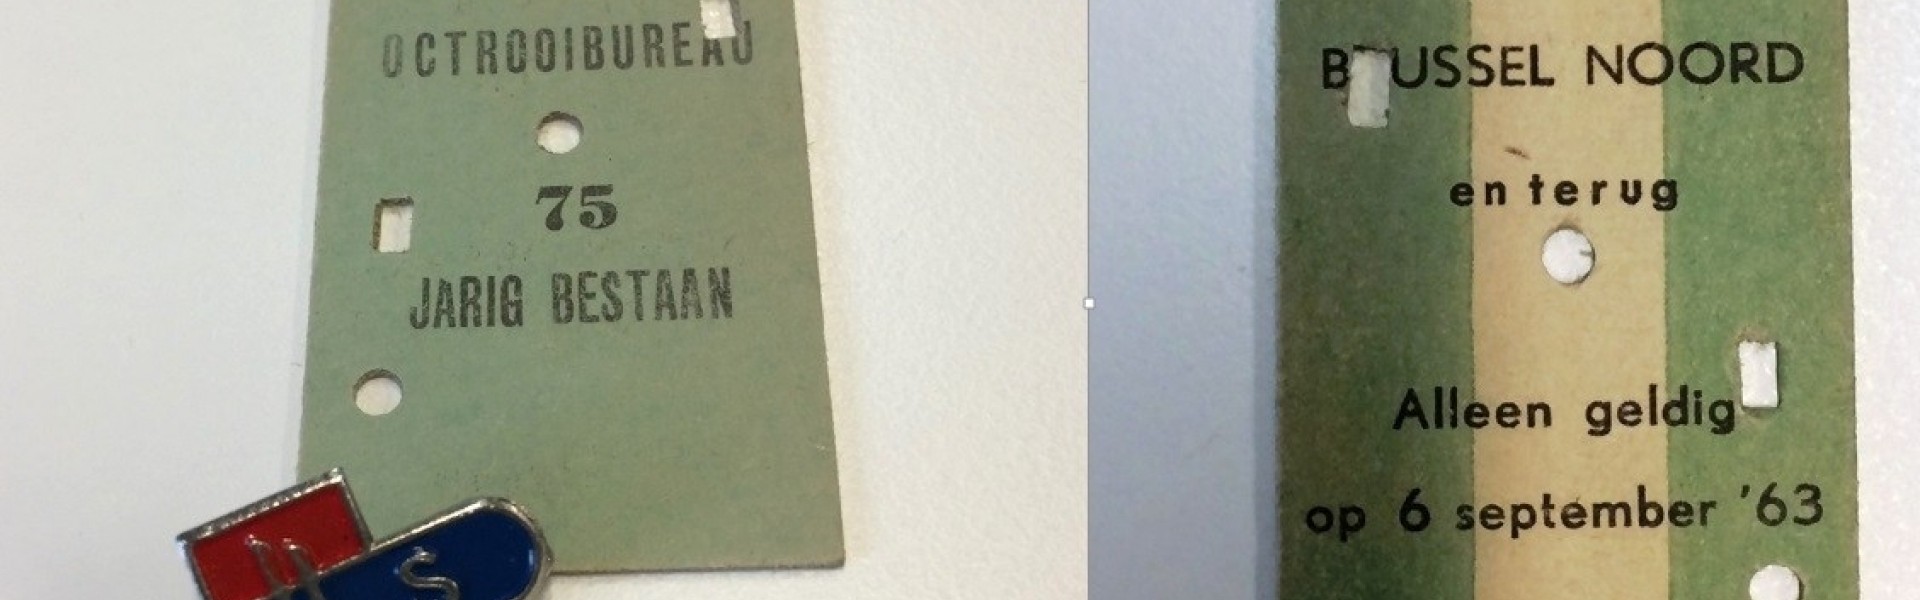 OCTROOIBUREAU
75
JARIG BESTAAN
S
BRUSSEL NOORD
en terug
Alleen geldig
op 6 september '63